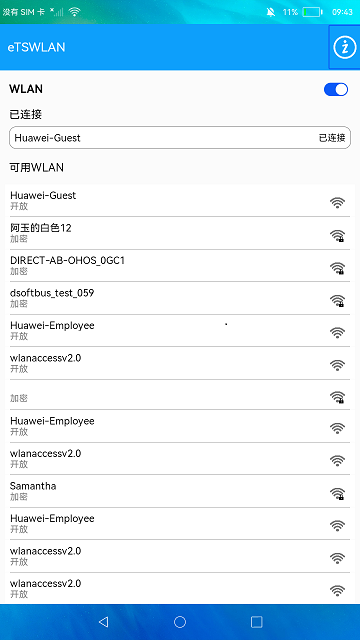 没有 SIM 卡
11%
09:43
eTSWLAN
WLAN
已连接
Huawei-Guest
已连接
可用WLAN
Huawei-Guest
开放
阿玉的白色12
加密
DIRECT-AB-OHOS_0GC1
加密
dsoftbus_test_059
加密
Huawei-Employee
开放
wlanaccessv2.0
开放
加密
Huawei-Employee
开放
wlanaccessv2.0
开放
Samantha
加密
Huawei-Employee
开放
wlanaccessv2.0
开放
wlanaccessv2.0
开放